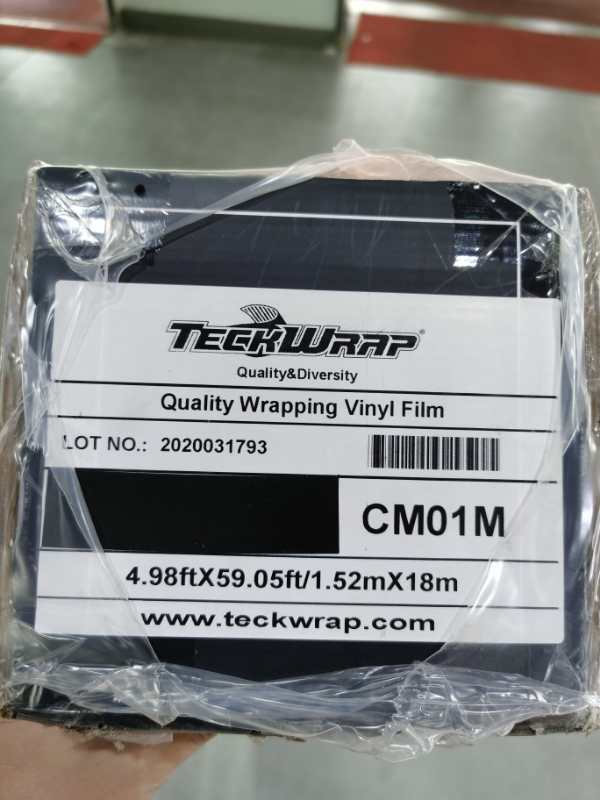 TECKWRAP®
Quality&Diversity
Quality Wrapping Vinyl Film
LOT NO.: 2020031793
CM01M
4.98ftX59.05ft/1.52mX18m
www.teckwrap.com